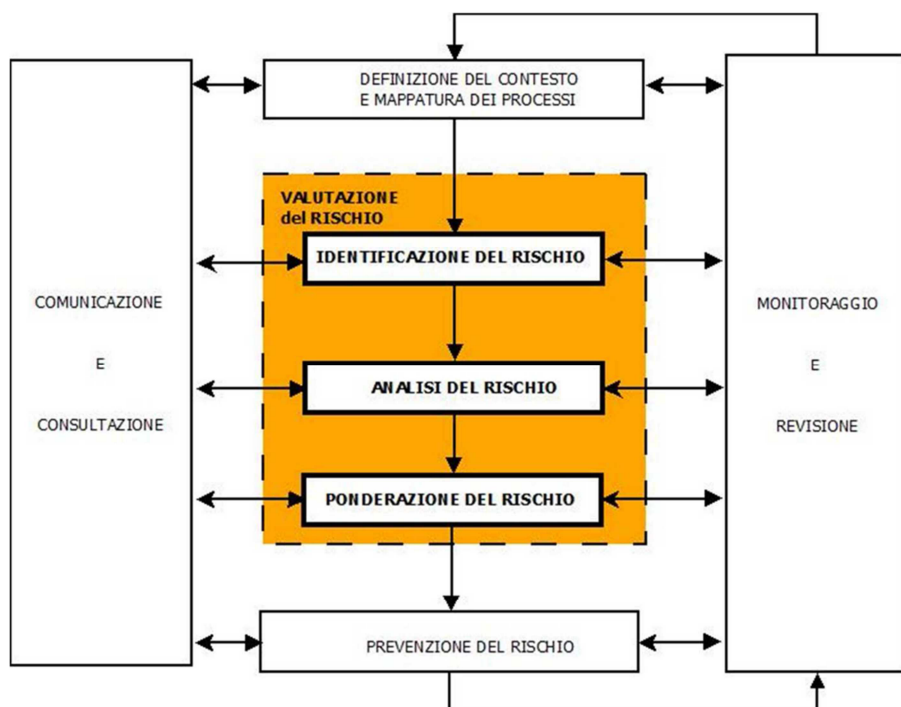 DEFINIZIONE DEL CONTESTO
E MAPPATURA DEI PROCESSI
VALUTAZIONE
del RISCHIO
IDENTIFICAZIONE DEL RISCHIO
COMUNICAZIONE
E
CONSULTAZIONE
MONITORAGGIO
E
REVISIONE
ANALISI DEL RISCHIO
PONDERAZIONE DEL RISCHIO
PREVENZIONE DEL RISCHIO